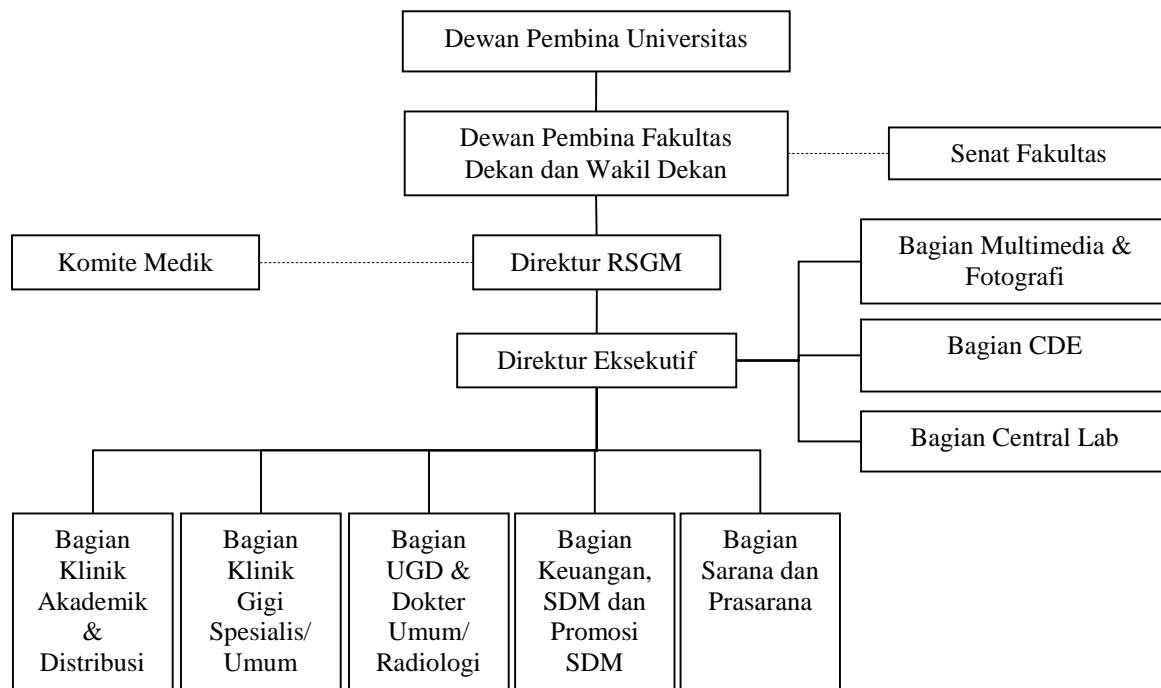 Dewan Pembina Universitas
Dewan Pembina Fakultas
Dekan dan Wakil Dekan
Senat Fakultas
Komite Medik
Direktur RSGM
Bagian Multimedia &
Fotografi
Direktur Eksekutif
Bagian CDE
Bagian Central Lab
Bagian
Klinik
Akademik
&
Distribusi
Bagian
Klinik
Gigi
Spesialis/
Umum
Bagian
UGD &
Dokter
Umum/
Radiologi
Bagian
Keuangan,
SDM dan
Promosi
SDM
Bagian
Sarana dan
Prasarana